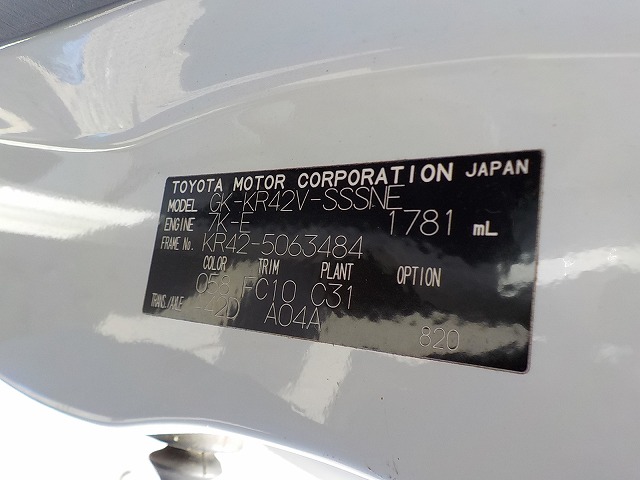 TOYOTA MOTOR CORPORATION JAPAN
MODEL GK-KR42V-SSSNE
ENGINE 7K-E 1781 mL
FRAME No. KR42-5063484
COLOR TRIM PLANT OPTION
058 FC10 C31
TRANS./AXLE A04A
820